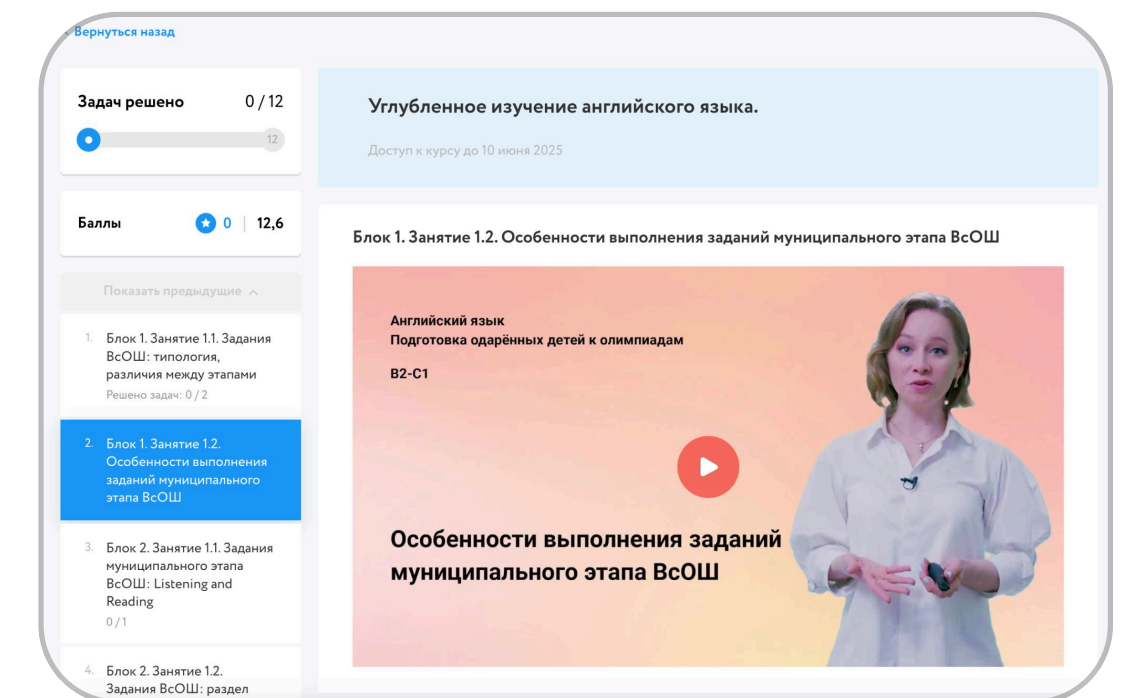 Вернуться назад
Задач решено 0 / 12
12
Баллы 0 | 12,6
Показать предыдущие
1. Блок 1. Занятие 1.1. Задания
ВсОШ: типология,
различия между этапами
Решено задач: 0 / 2
2. Блок 1. Занятие 1.2.
Особенности выполнения
заданий муниципального
этапа ВсОШ
3. Блок 2. Занятие 1.1. Задания
муниципального этапа
ВсОШ: Listening and
Reading
0 / 1
4. Блок 2. Занятие 1.2.
Задания ВсОШ: раздел
Углубленное изучение английского языка.
Доступ к курсу до 10 июня 2025
Блок 1. Занятие 1.2. Особенности выполнения заданий муниципального этапа ВсОШ
Английский язык
Подготовка одарённых детей к олимпиадам
B2-C1
Особенности выполнения заданий
муниципального этапа ВсОШ